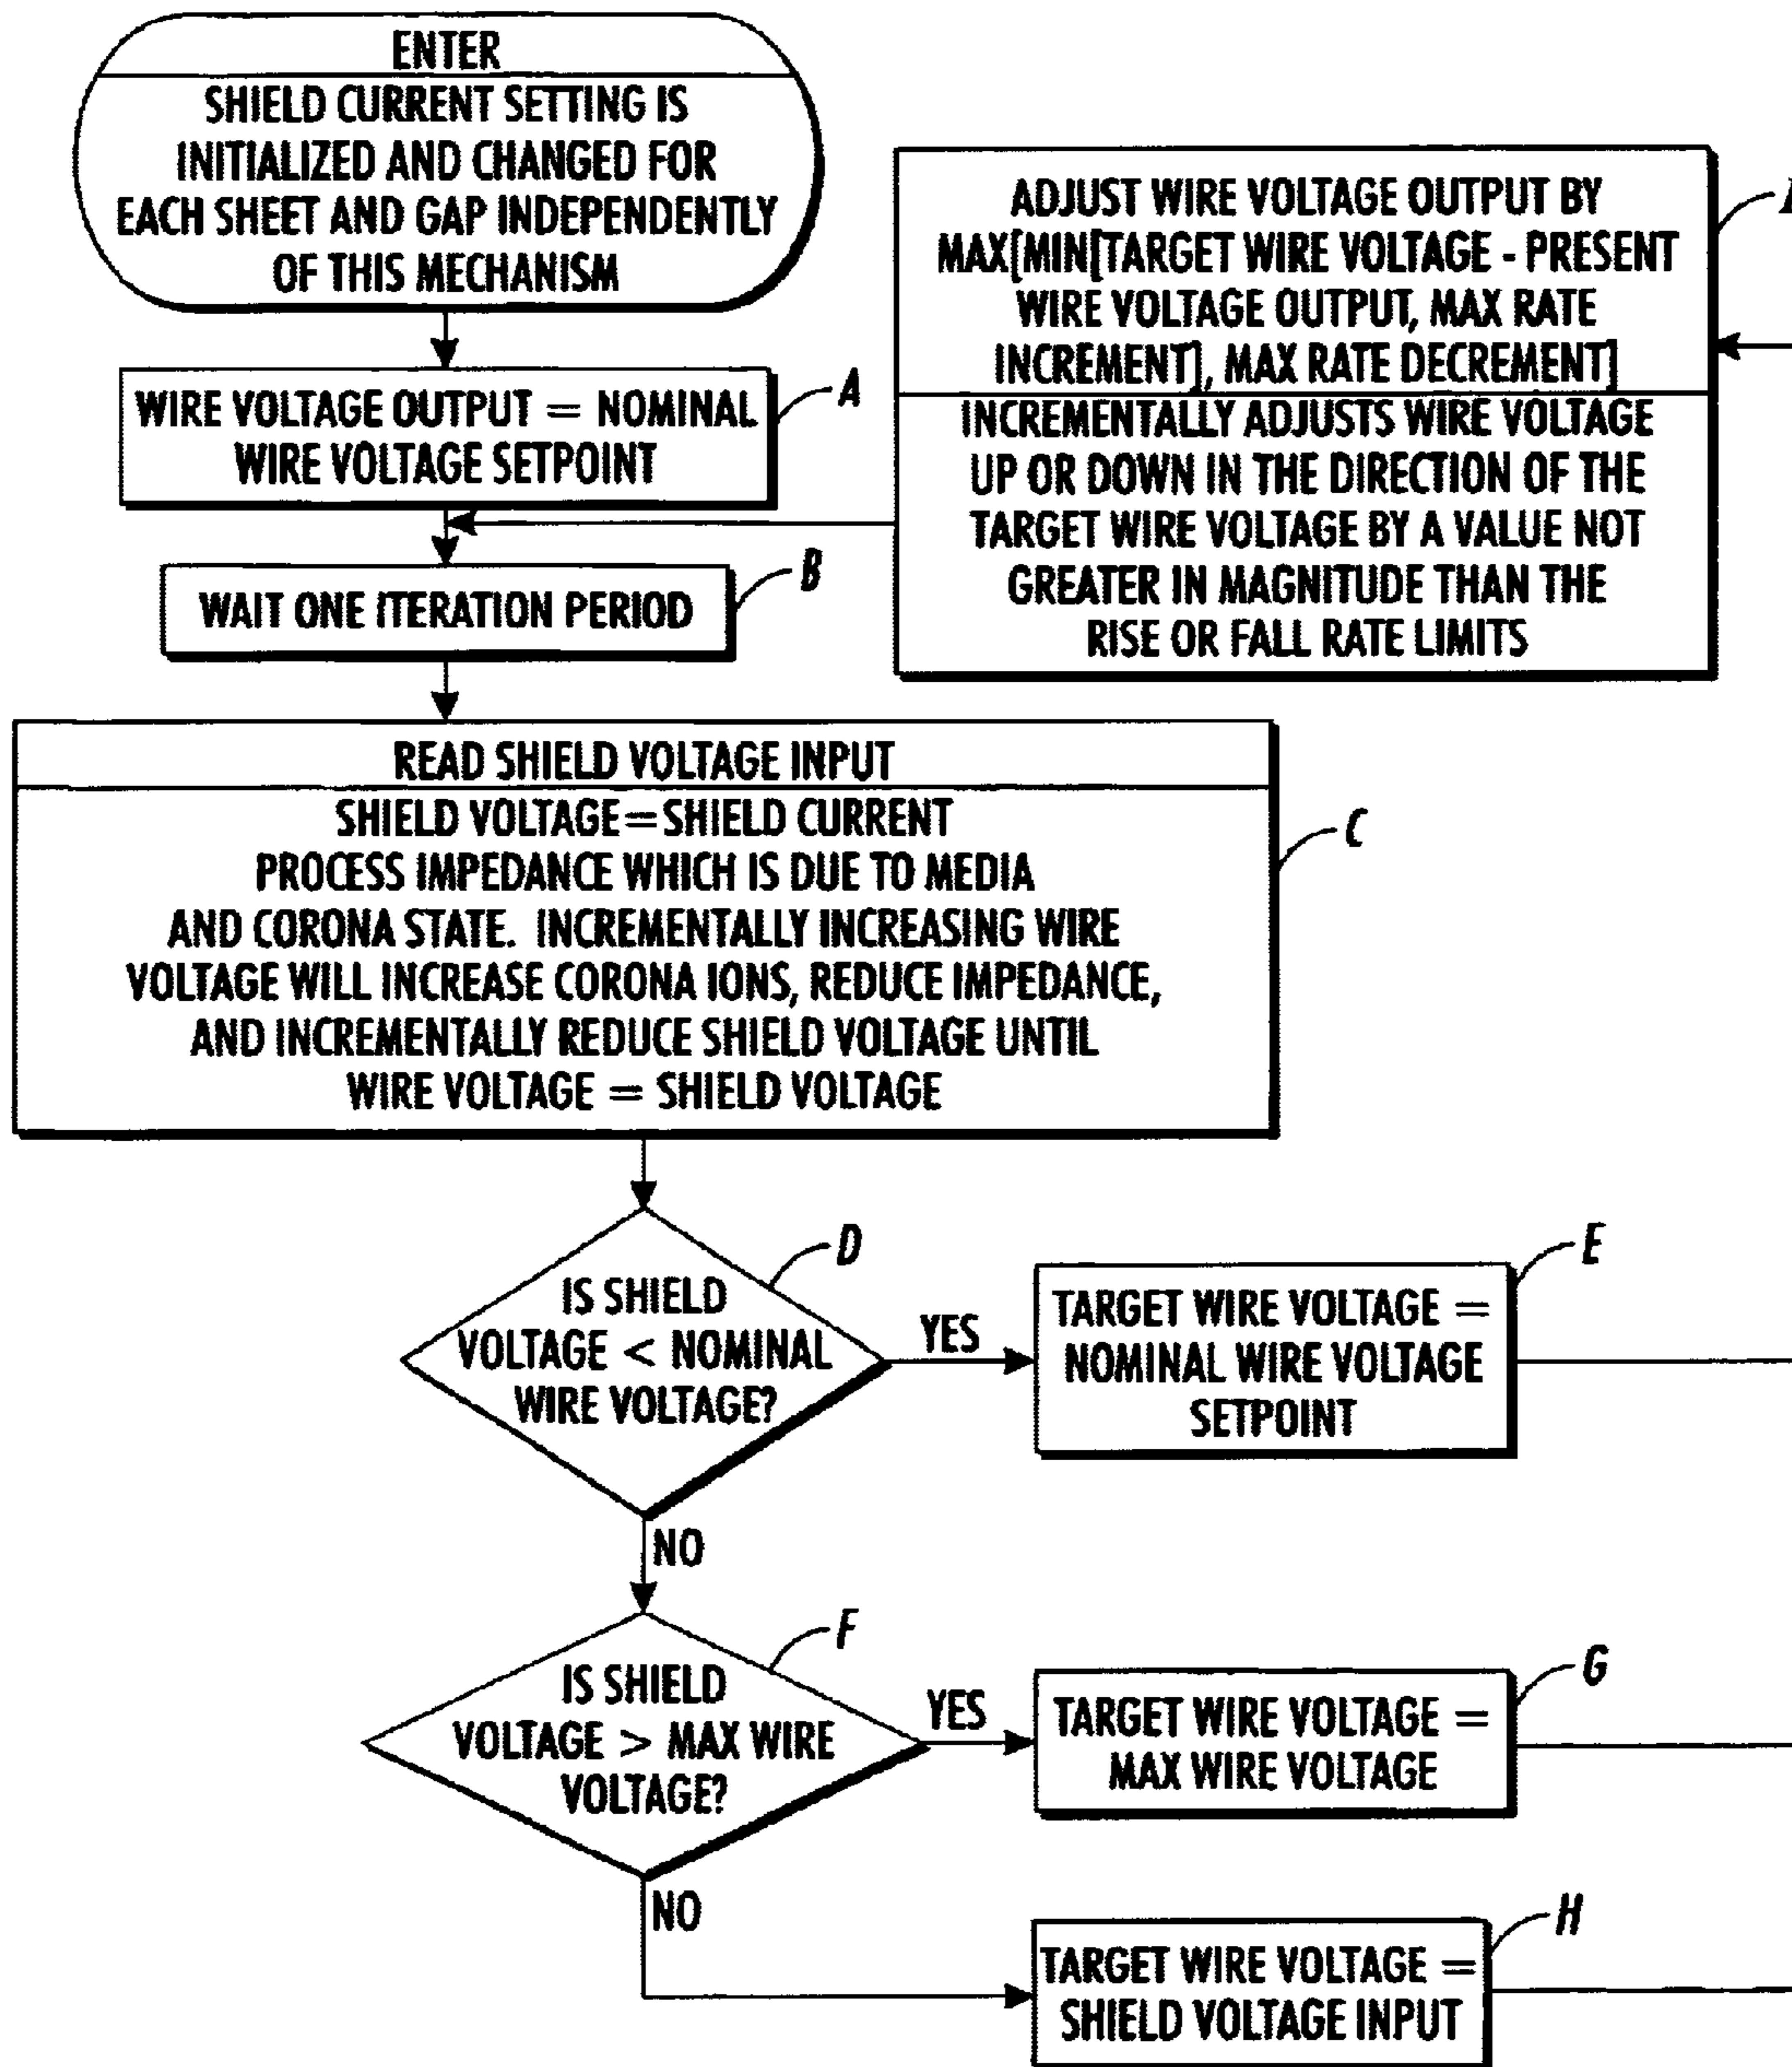 ENTER
SHIELD CURRENT SETTING IS
INITIALIZED AND CHANGED FOR
EACH SHEET AND GAP INDEPENDENTLY
OF THIS MECHANISM
WIRE VOLTAGE OUTPUT = NOMINAL
WIRE VOLTAGE SETPOINT
A
WAIT ONE ITERATION PERIOD
B
ADJUST WIRE VOLTAGE OUTPUT BY
MAX[MIN[TARGET WIRE VOLTAGE - PRESENT
WIRE VOLTAGE OUTPUT, MAX RATE
INCREMENT], MAX RATE DECREMENT]
INCREMENTALLY ADJUSTS WIRE VOLTAGE
UP OR DOWN IN THE DIRECTION OF THE
TARGET WIRE VOLTAGE BY A VALUE NOT
GREATER IN MAGNITUDE THAN THE
RISE OR FALL RATE LIMITS
READ SHIELD VOLTAGE INPUT
SHIELD VOLTAGE=SHIELD CURRENT
PROCESS IMPEDANCE WHICH IS DUE TO MEDIA
AND CORONA STATE. INCREMENTALLY INCREASING WIRE
VOLTAGE WILL INCREASE CORONA IONS, REDUCE IMPEDANCE,
AND INCREMENTALLY REDUCE SHIELD VOLTAGE UNTIL
WIRE VOLTAGE = SHIELD VOLTAGE
C
IS SHIELD
VOLTAGE < NOMINAL
WIRE VOLTAGE?
D
YES
TARGET WIRE VOLTAGE =
NOMINAL WIRE VOLTAGE
SETPOINT
E
NO
IS SHIELD
VOLTAGE > MAX WIRE
VOLTAGE?
F
YES
TARGET WIRE VOLTAGE =
MAX WIRE VOLTAGE
G
NO
TARGET WIRE VOLTAGE =
SHIELD VOLTAGE INPUT
H